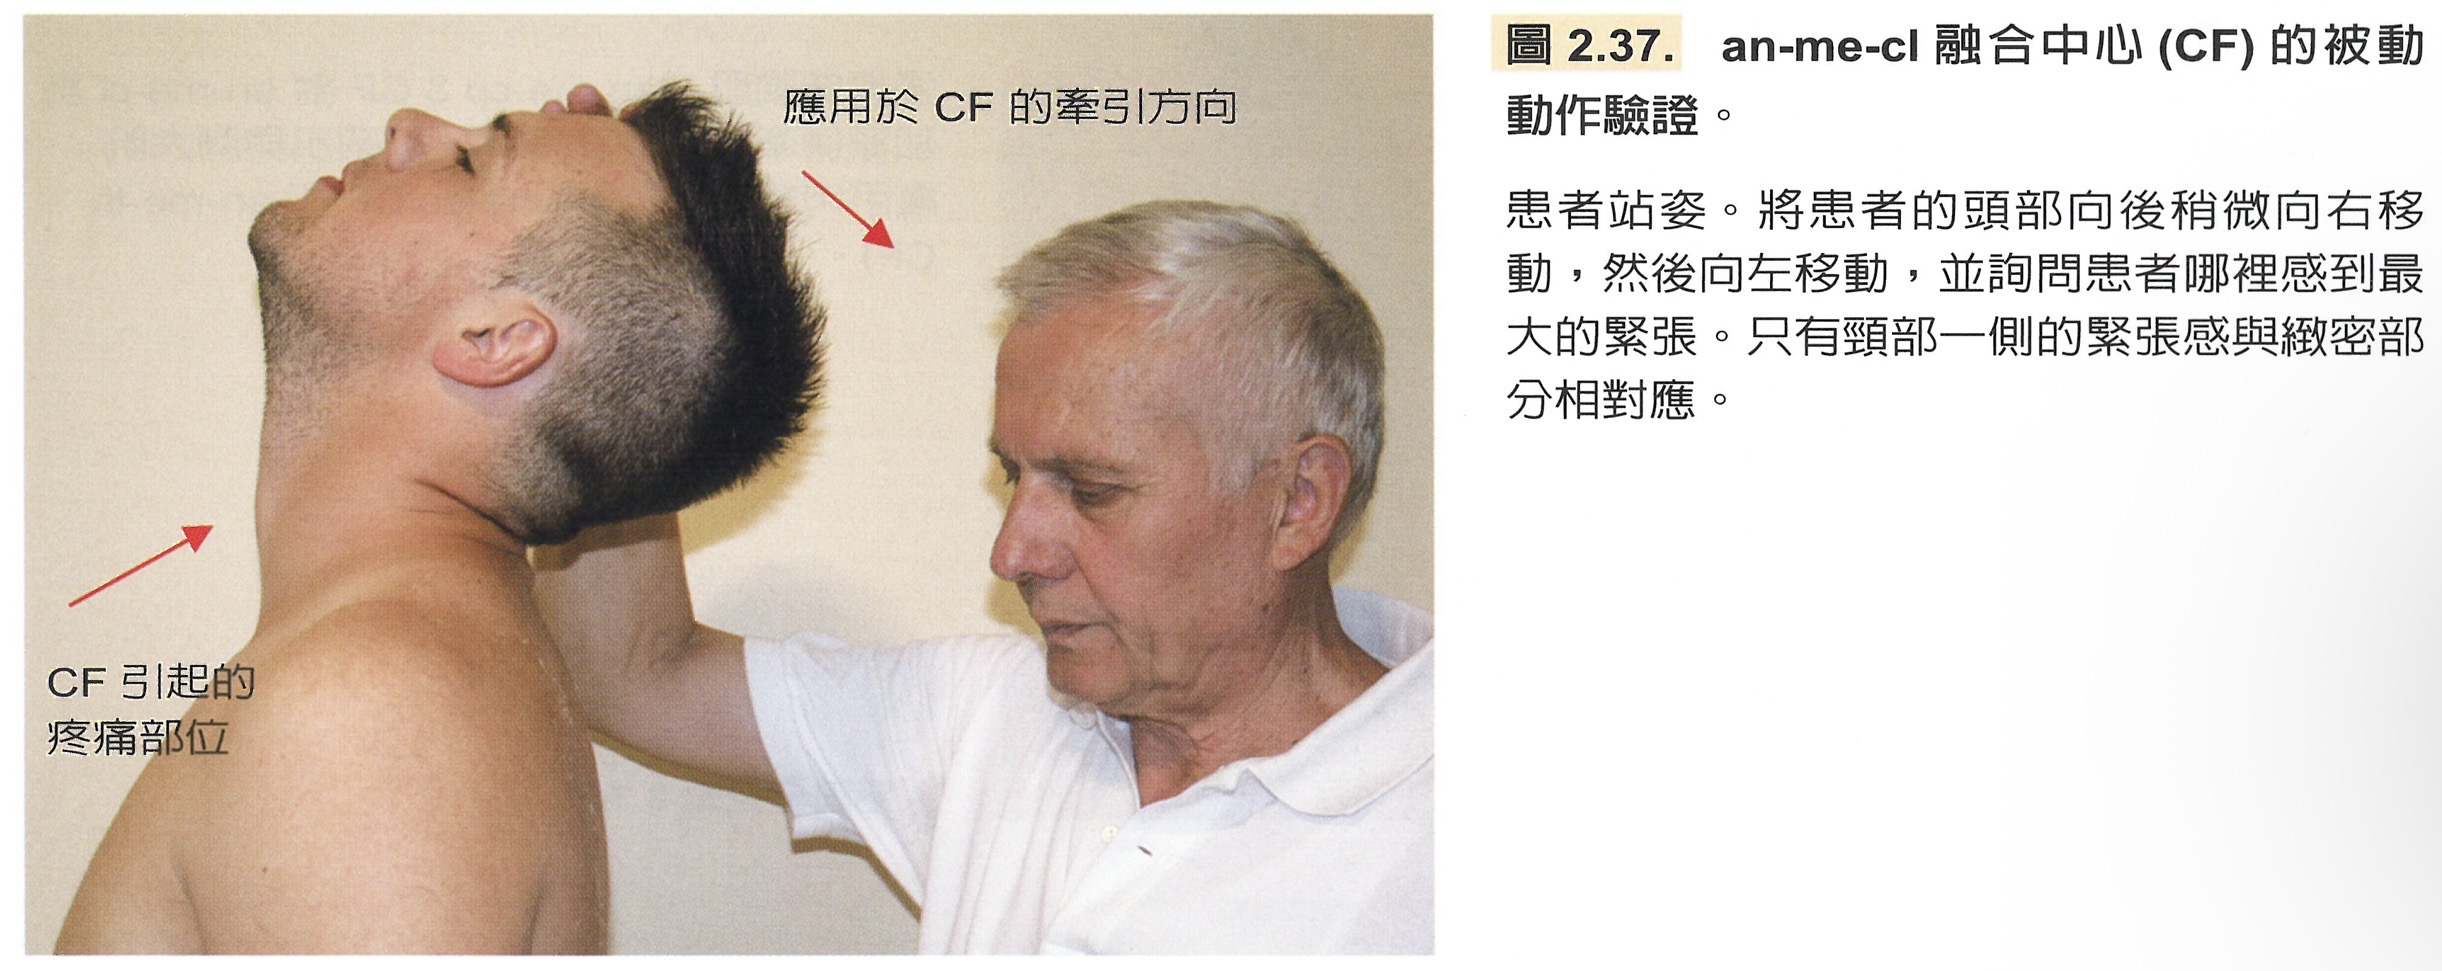 應用於 CF 的牽引方向
CF 引起的
疼痛部位
圖 2.37. an-me-cl 融合中心 (CF) 的被動
動作驗證。
患者站姿。將患者的頭部向後稍微向右移
動，然後向左移動，並詢問患者哪裡感到最
大的緊張。只有頸部一側的緊張感與緻密部
分相對應。